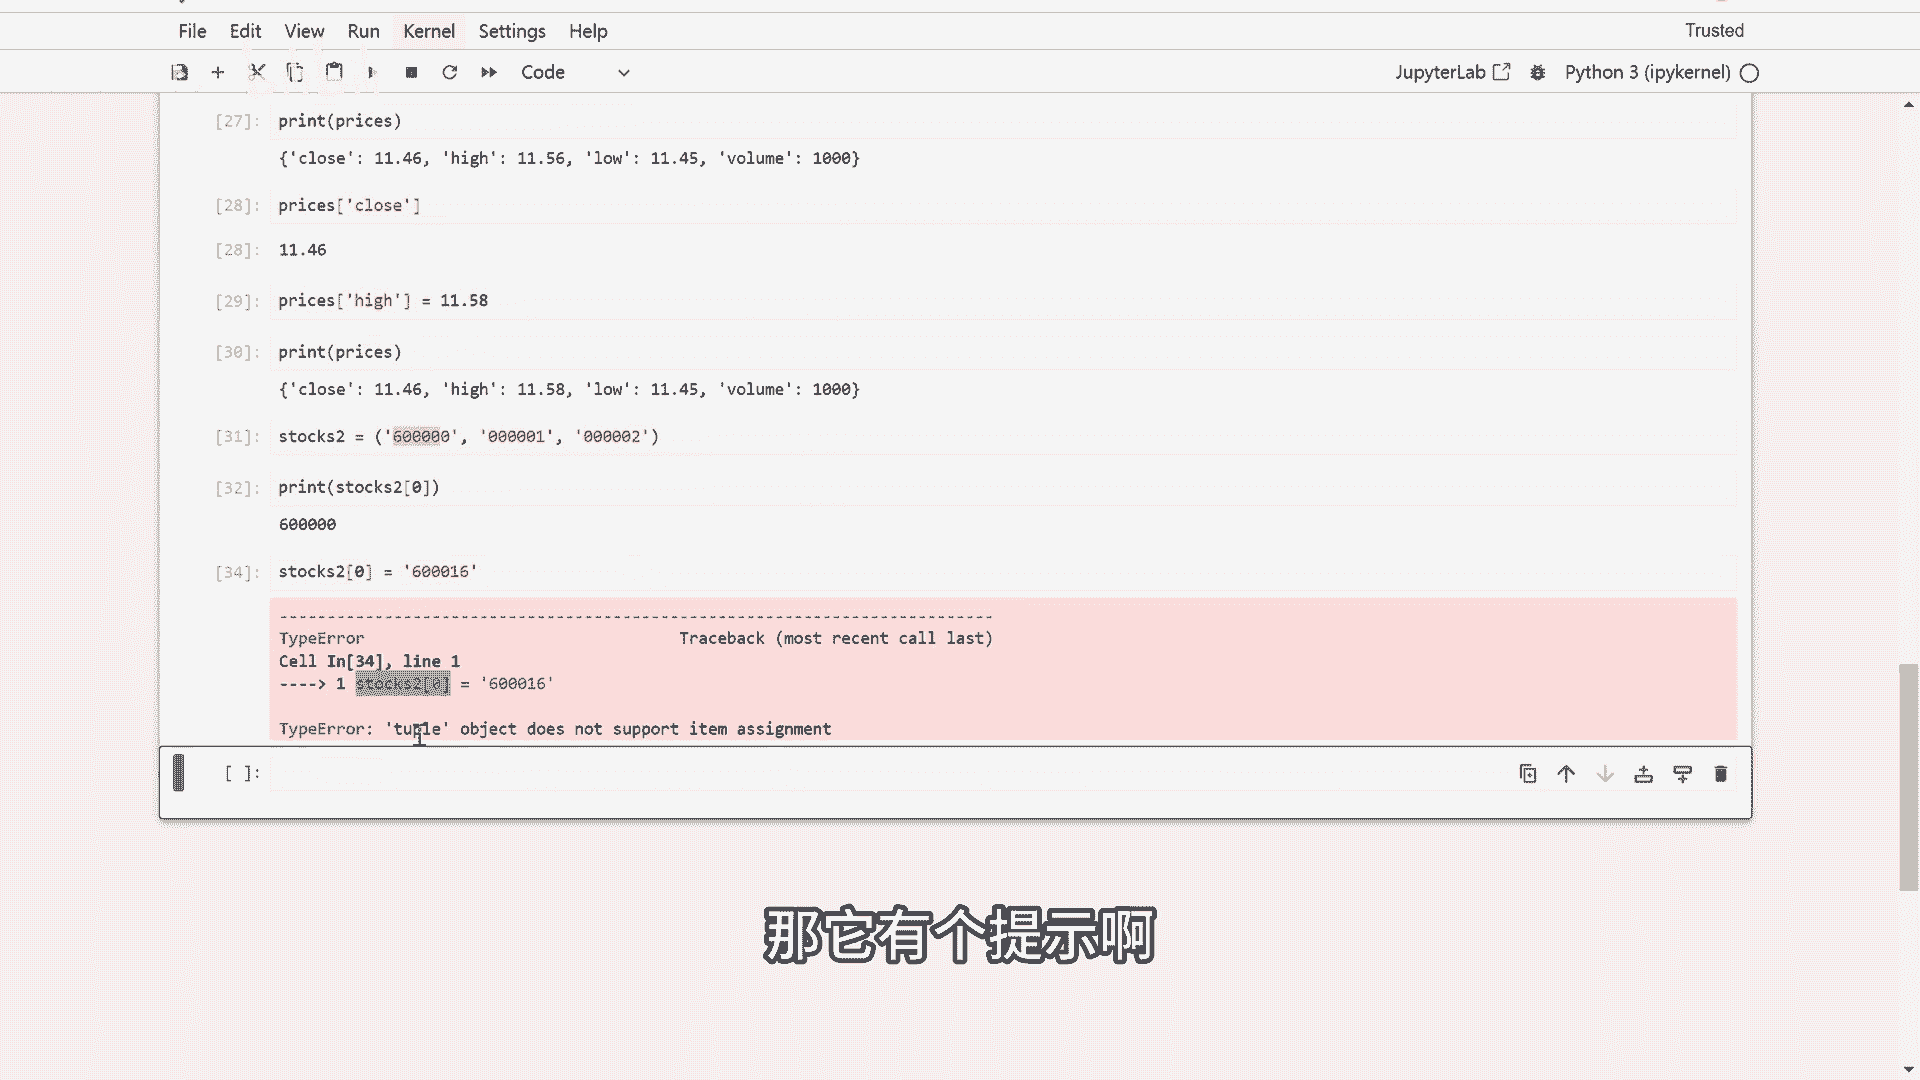 File Edit View Run Kernel Settings Help Trusted
Code JupyterLab Python 3 (ipykernel)
[27]: print(prices)
{'close': 11.46, 'high': 11.56, 'low': 11.45, 'volume': 1000}
[28]: prices['close']
[28]: 11.46
[29]: prices['high'] = 11.58
[30]: print(prices)
{'close': 11.46, 'high': 11.58, 'low': 11.45, 'volume': 1000}
[31]: stocks2 = ('600000', '000001', '000002')
[32]: print(stocks2[0])
600000
[34]: stocks2[0] = '600016'
---------------------------------------------------------------------------
TypeError Traceback (most recent call last)
Cell In[34], line 1
----> 1 stocks2[0] = '600016'
TypeError: 'tuple' object does not support item assignment
[ ]:
那它有个提示啊